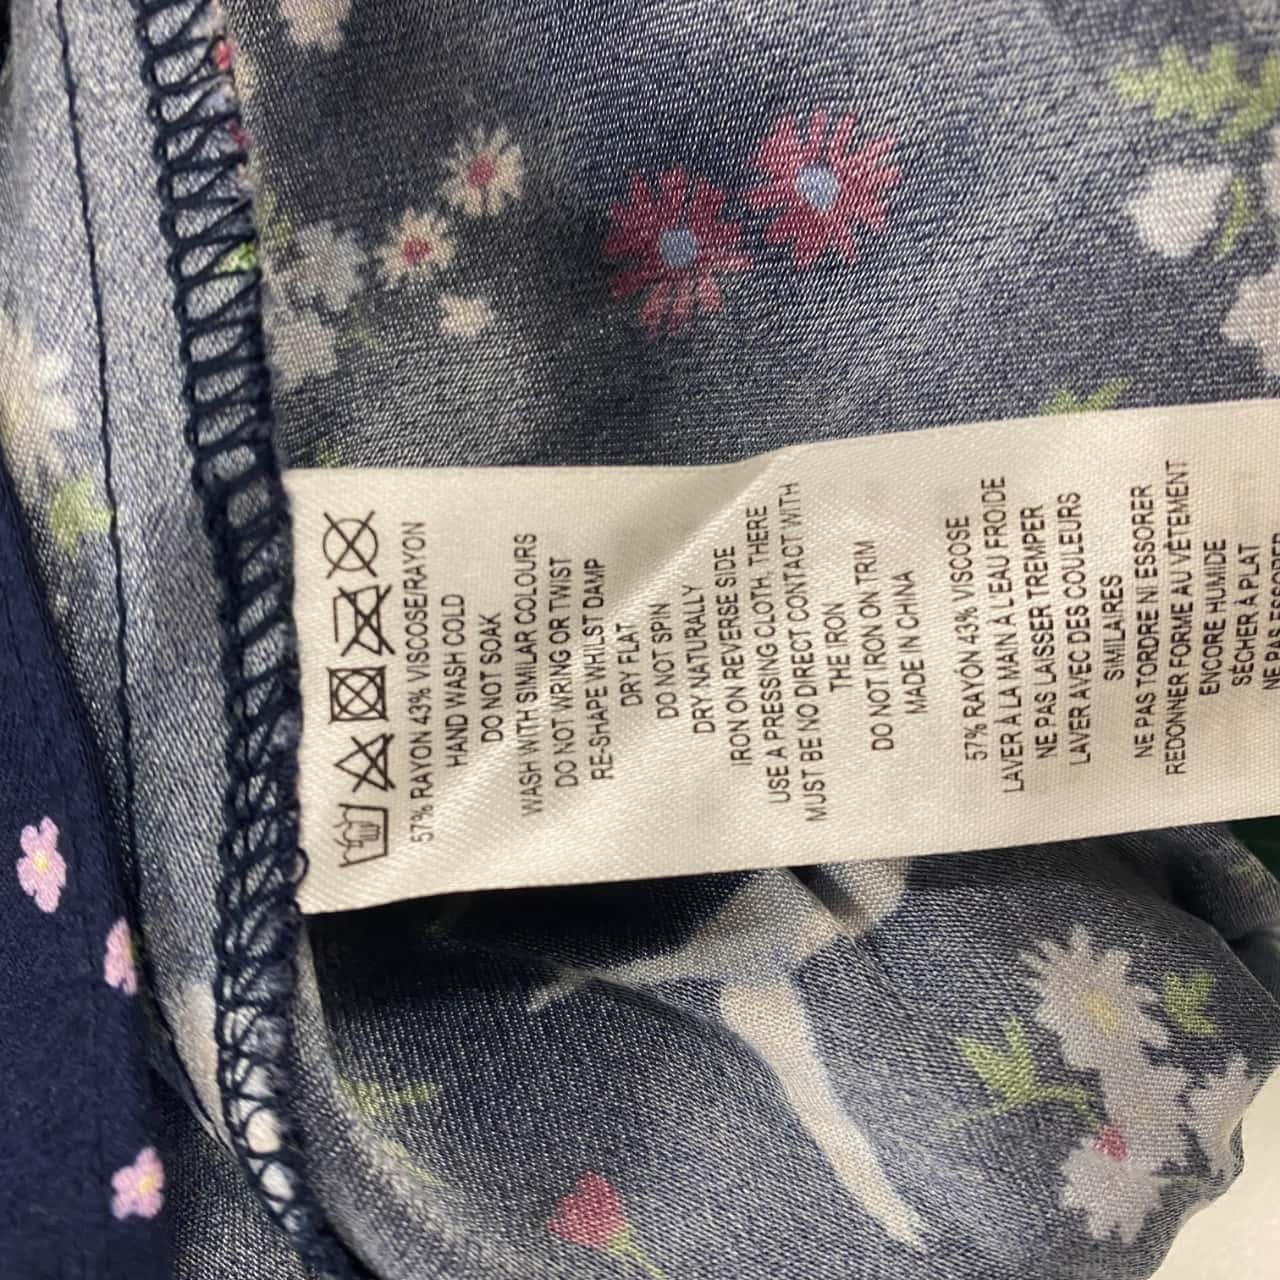 57% RAYON 43% VISCOSE/RAYON
HAND WASH COLD
DO NOT SOAK
WASH WITH SIMILAR COLOURS
DO NOT WRING OR TWIST
RE-SHAPE WHILST DAMP
DRY FLAT
DO NOT SPIN
DRY NATURALLY
IRON ON REVERSE SIDE
USE A PRESSING CLOTH, THERE
MUST BE NO DIRECT CONTACT WITH
THE IRON
DO NOT IRON ON TRIM
MADE IN CHINA
57% RAYON 43% VISCOSE
LAVER À LA MAIN À L'EAU FROIDE
NE PAS LAISSER TREMPER
LAVER AVEC DES COULEURS
SIMILAIRES
NE PAS TORDRE NI ESSORER
REDONNER FORME AU VÊTEMENT
ENCORE HUMIDE
SÉCHER À PLAT
NE PAS ESSORER